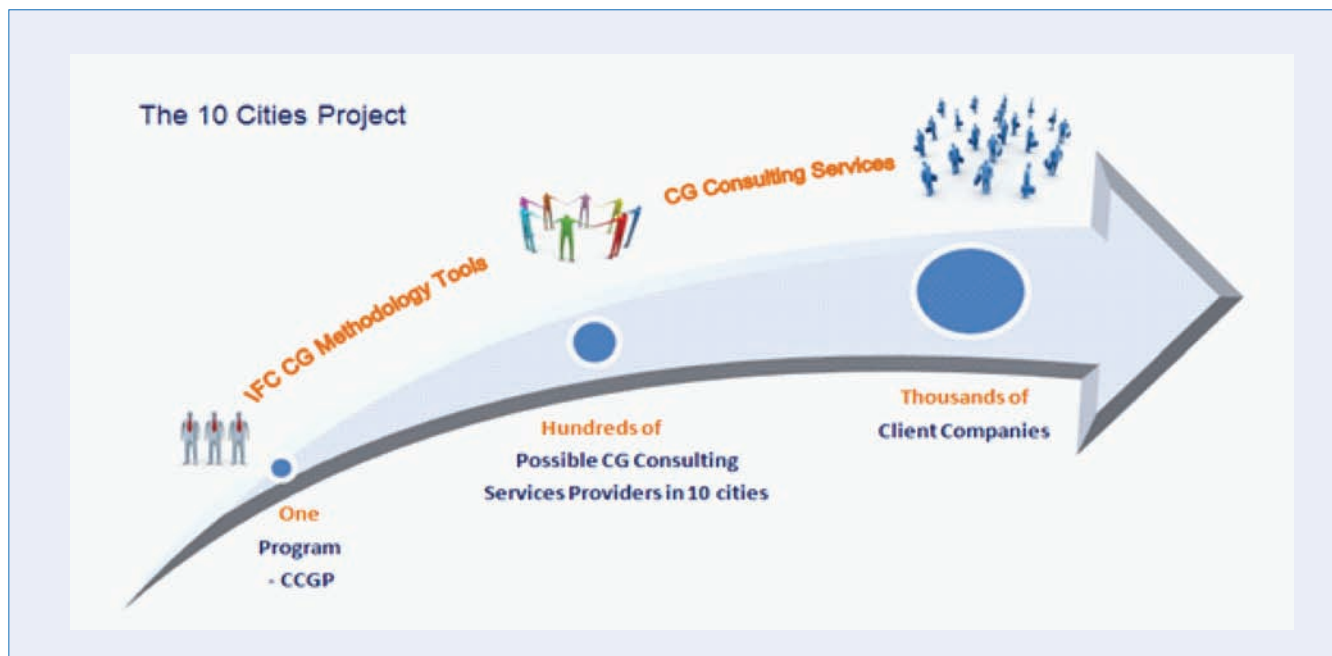 The 10 Cities Project
IFC CG Methodology Tools
CG Consulting Services
One
Program
- CCGP
Hundreds of
Possible CG Consulting
Services Providers in 10 cities
Thousands of
Client Companies